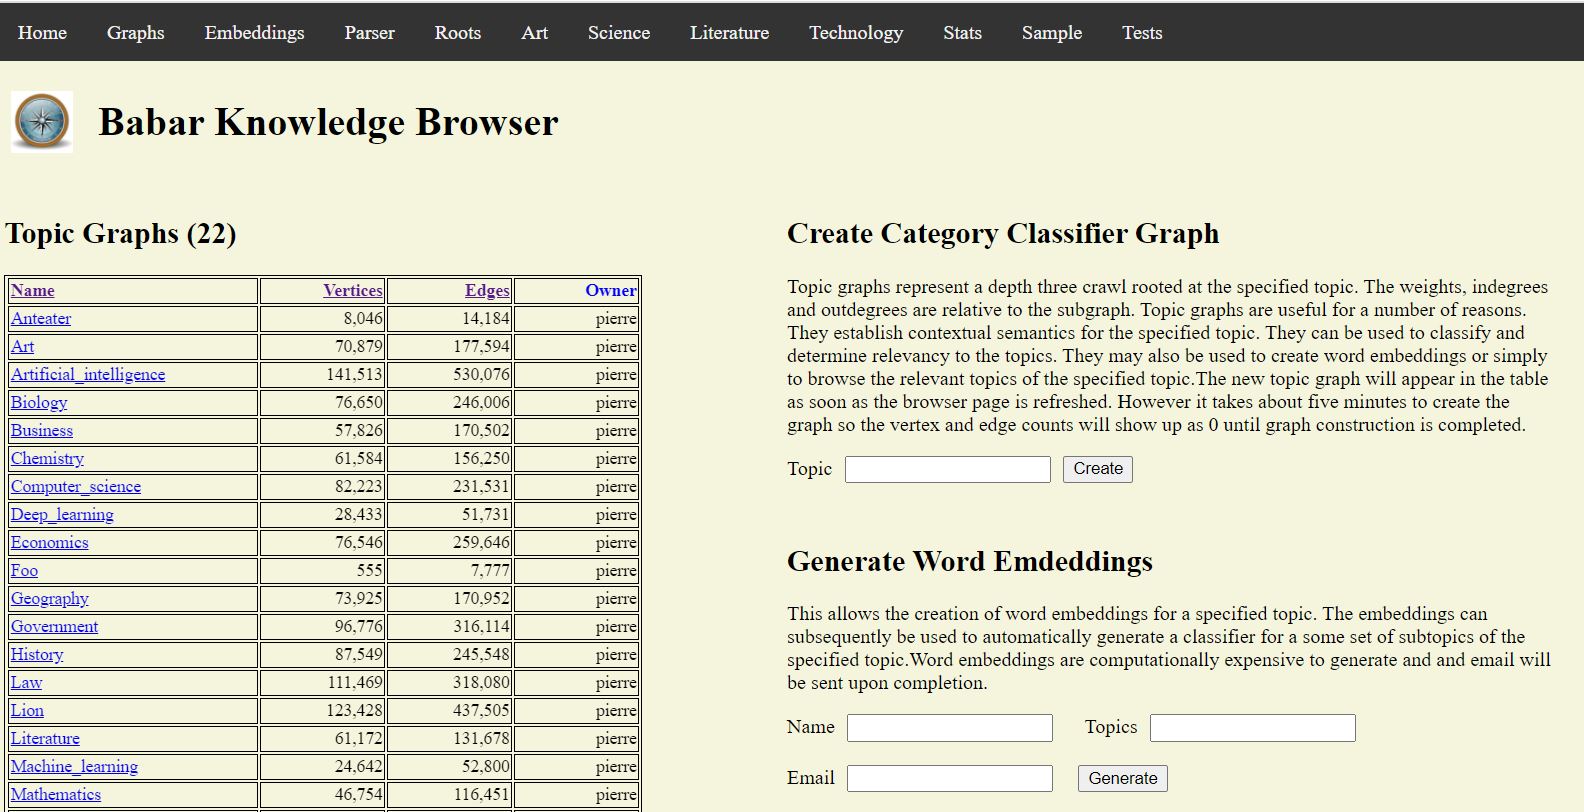 Home Graphs Embeddings Parser Roots Art Science Literature Technology Stats Sample Tests
Babar Knowledge Browser
Topic Graphs (22)
Name Vertices Edges Owner
Anteater 8,046 14,184 pierre
Art 70,879 177,594 pierre
Artificial_intelligence 141,513 530,076 pierre
Biology 76,650 246,006 pierre
Business 57,826 170,502 pierre
Chemistry 61,584 156,250 pierre
Computer_science 82,223 231,531 pierre
Deep_learning 28,433 51,731 pierre
Economics 76,546 259,646 pierre
Foo 555 7,777 pierre
Geography 73,925 170,952 pierre
Government 96,776 316,114 pierre
History 87,549 245,548 pierre
Law 111,469 318,080 pierre
Lion 123,428 437,505 pierre
Literature 61,172 131,678 pierre
Machine_learning 24,642 52,800 pierre
Mathematics 46,754 116,451 pierre
Create Category Classifier Graph
Topic graphs represent a depth three crawl rooted at the specified topic. The weights, indegrees
and outdegrees are relative to the subgraph. Topic graphs are useful for a number of reasons.
They establish contextual semantics for the specified topic. They can be used to classify and
determine relevancy to the topics. They may also be used to create word embeddings or simply
to browse the relevant topics of the specified topic.The new topic graph will appear in the table
as soon as the browser page is refreshed. However it takes about five minutes to create the
graph so the vertex and edge counts will show up as 0 until graph construction is completed.
Topic Create
Generate Word Emdeddings
This allows the creation of word embeddings for a specified topic. The embeddings can
subsequently be used to automatically generate a classifier for a some set of subtopics of the
specified topic.Word embeddings are computationally expensive to generate and and email will
be sent upon completion.
Name Topics
Email Generate